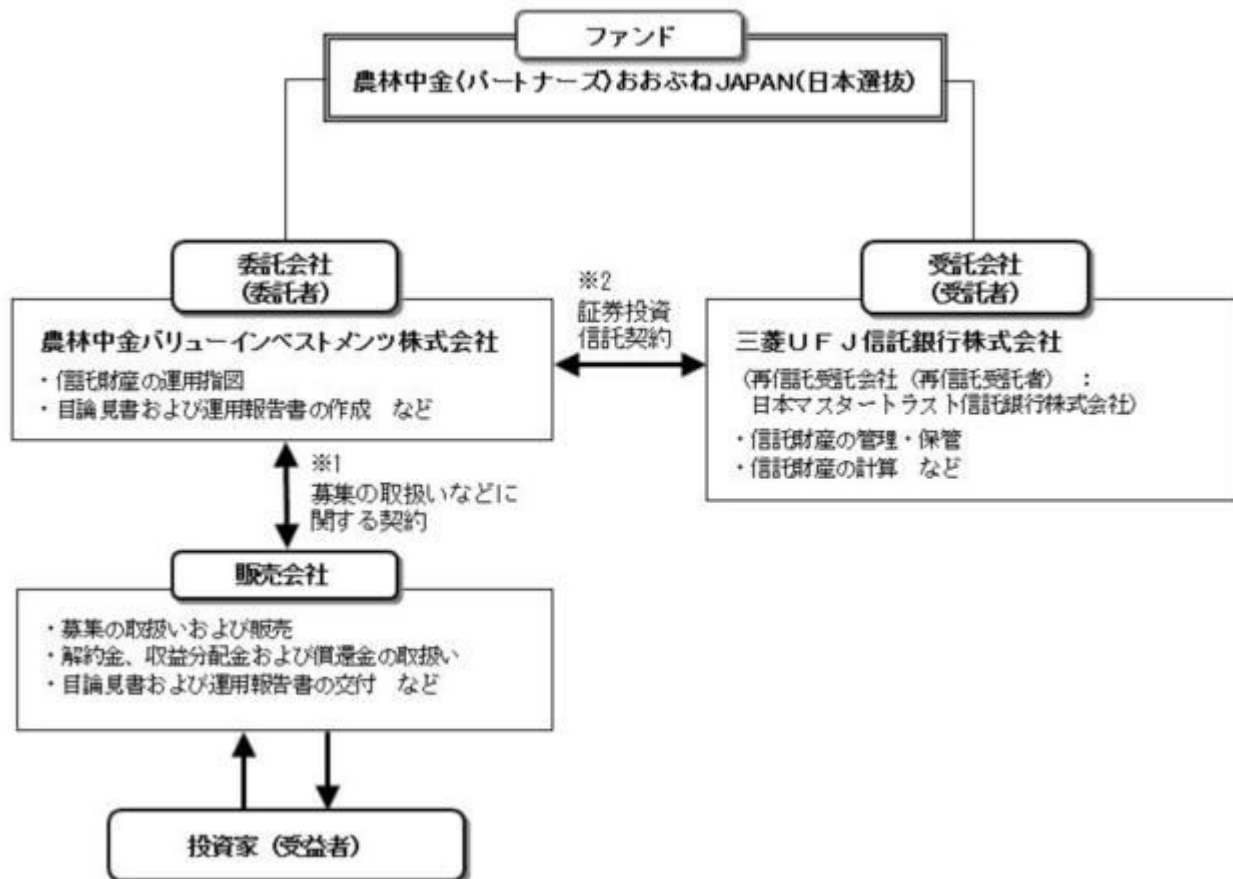 ファンド
農林中金〈パートナーズ〉おおぶねJAPAN(日本選抜)
委託会社
(委託者)
農林中金バリューインベストメンツ株式会社
・信託財産の運用指図
・目論見書および運用報告書の作成 など
※2
証券投資
信託契約
受託会社
(受託者)
三菱UFJ信託銀行株式会社
(再信託受託会社(再信託受託者) :
日本マスタートラスト信託銀行株式会社)
・信託財産の管理・保管
・信託財産の計算 など
※1
募集の取扱いなどに
関する契約
販売会社
・募集の取扱いおよび販売
・解約金、収益分配金および償還金の取扱い
・目論見書および運用報告書の交付 など
投資家(受益者)